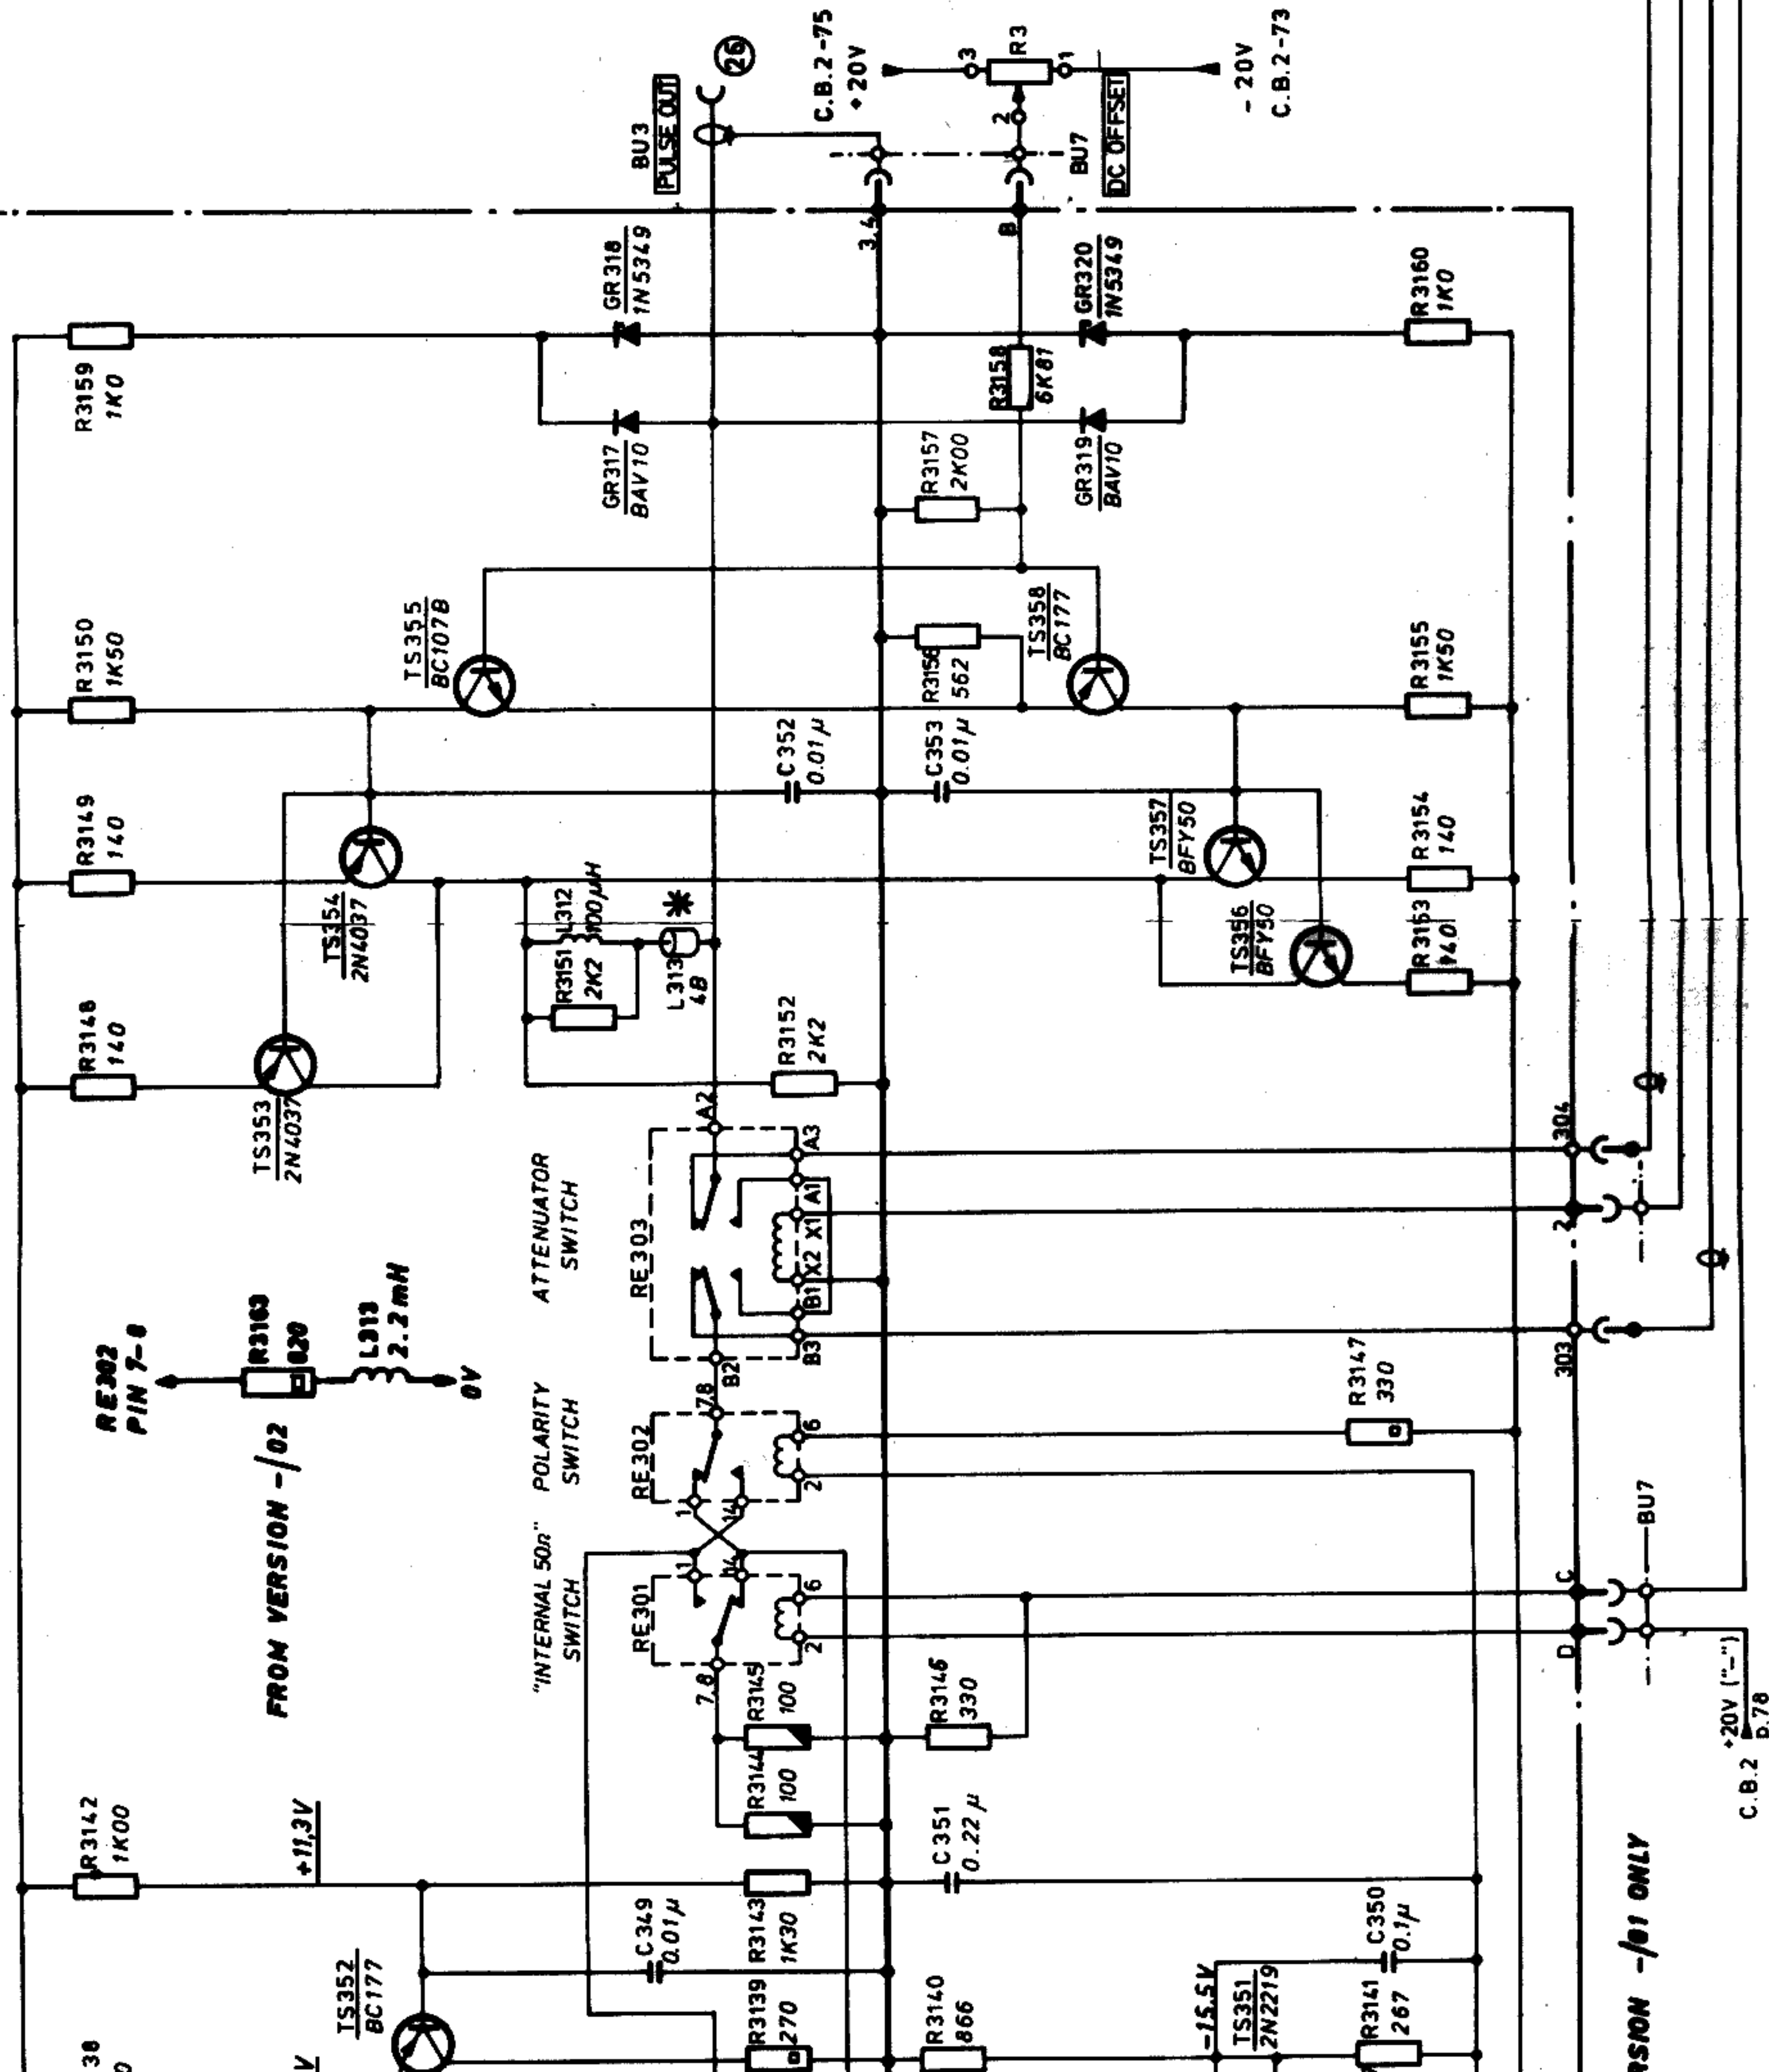 C.B.2-75
+20V
26
BU3
PULSE OUT
3
R3
1
2
BU7
DC OFFSET
- 20V
C.B.2-73
3.4
B
R3159
1K0
GR318
1N5349
GR317
BAV10
GR320
1N5349
R3158
6K81
R3160
1K0
R3157
2K00
GR319
BAV10
R3150
1K50
TS355
BC107B
R3156
562
TS358
BC177
R3155
1K50
C352
0.01µ
C353
0.01µ
R3149
140
TS354
2N4037
L312
100µH
R3151
2K2
L313
4B
*
TS357
BFY50
R3154
140
TS356
BFY50
R3153
140
R3148
140
TS353
2N4037
R3152
2K2
A2
A3
A1
X1
X2
B1
B3
B2
ATTENUATOR
SWITCH
RE303
304
2
303
RE302
PIN 7-8
R3163
820
L313
2.2mH
0V
FROM VERSION -/02
POLARITY
SWITCH
RE302
7.8
6
2
1
14
R3147
330
"INTERNAL 50Ω"
SWITCH
RE301
1
14
6
2
7.8
C
D
BU7
R3145
100
R3144
100
R3146
330
+20V ("–")
C.B.2
P.78
R3142
1K00
+11,3V
R3143
1K30
C351
0.22µ
C349
0.01µ
C350
0.1µ
TS352
BC177
R3139
270
R3140
866
-15.5V
TS351
2N2219
R3141
267
RSION -/01 ONLY
38
0
V